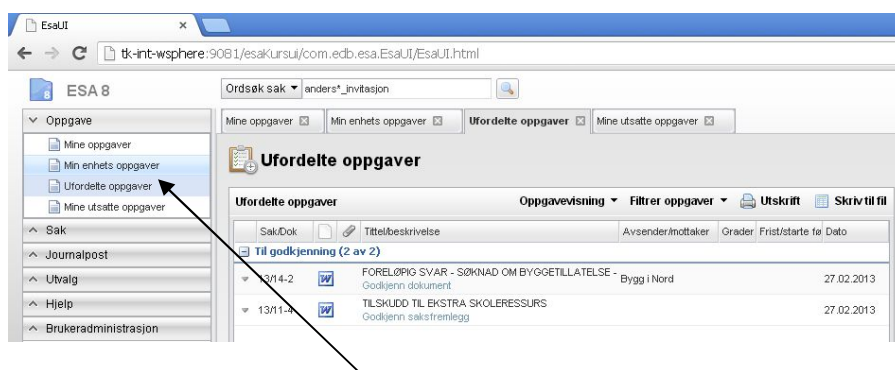 EsaUI
tk-int-wsphere:9081/esaKursui/com.edb.esa.EsaUI/EsaUI.html
8 ESA 8
Ordsøk sak anders*_invitasjon
Oppgave
Mine oppgaver
Min enhets oppgaver
Ufordelte oppgaver
Mine utsatte oppgaver
Sak
Journalpost
Utvalg
Hjelp
Brukeradministrasjon
Mine oppgaver Min enhets oppgaver Ufordelte oppgaver Mine utsatte oppgaver
Ufordelte oppgaver
Ufordelte oppgaver Oppgavevisning Filtrer oppgaver Utskrift Skriv til fil
Sak/Dok Tittel/beskrivelse Avsender/mottaker Grader Frist/starte fø Dato
Til godkjenning (2 av 2)
13/14-2 FORELØPIG SVAR - SØKNAD OM BYGGETILLATELSE - Bygg i Nord 27.02.2013
Godkjenn dokument
13/11-4 TILSKUDD TIL EKSTRA SKOLERESSURS 27.02.2013
Godkjenn saksfremlegg